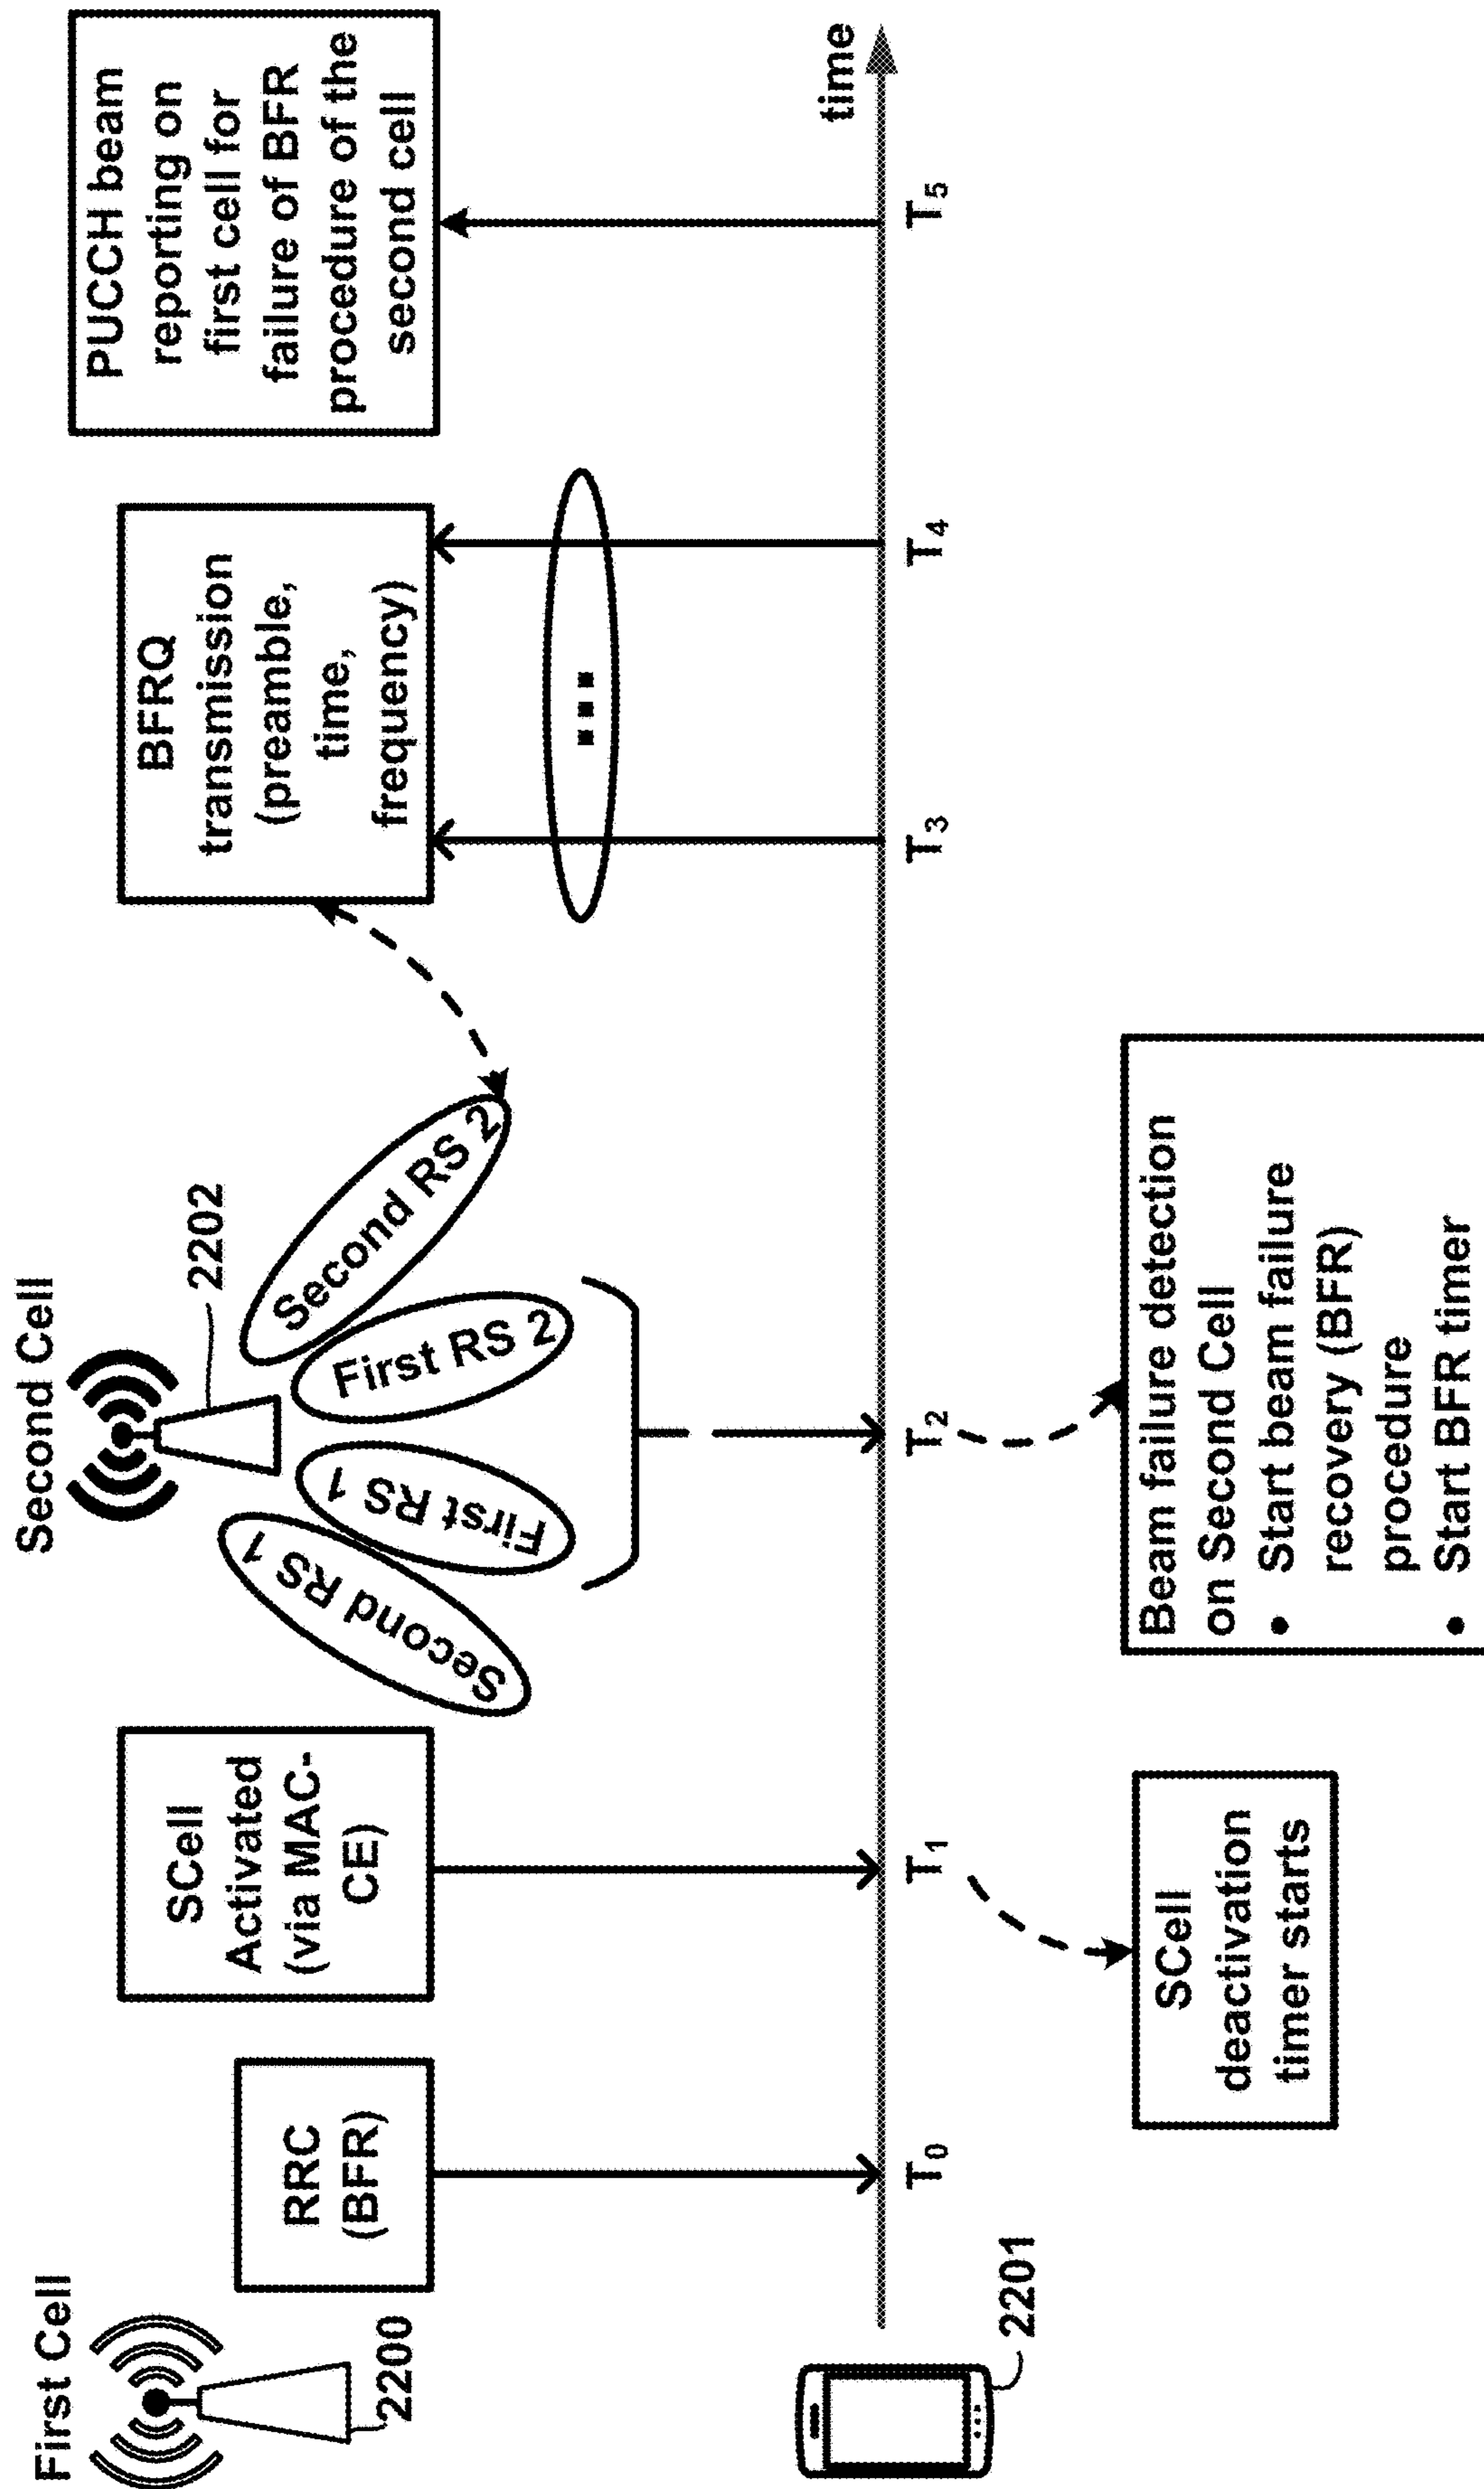 First Cell
2200
2201
RRC
(BFR)
T0
SCell
Activated
(via MAC-
CE)
T1
SCell
deactivation
timer starts
Second Cell
2202
Second RS 1
First RS 1
First RS 2
Second RS 2
T2
Beam failure detection
on Second Cell
• Start beam failure
recovery (BFR)
procedure
• Start BFR timer
BFRQ
transmission
(preamble,
time,
frequency)
...
T3
T4
PUCCH beam
reporting on
first cell for
failure of BFR
procedure of the
second cell
T5
time